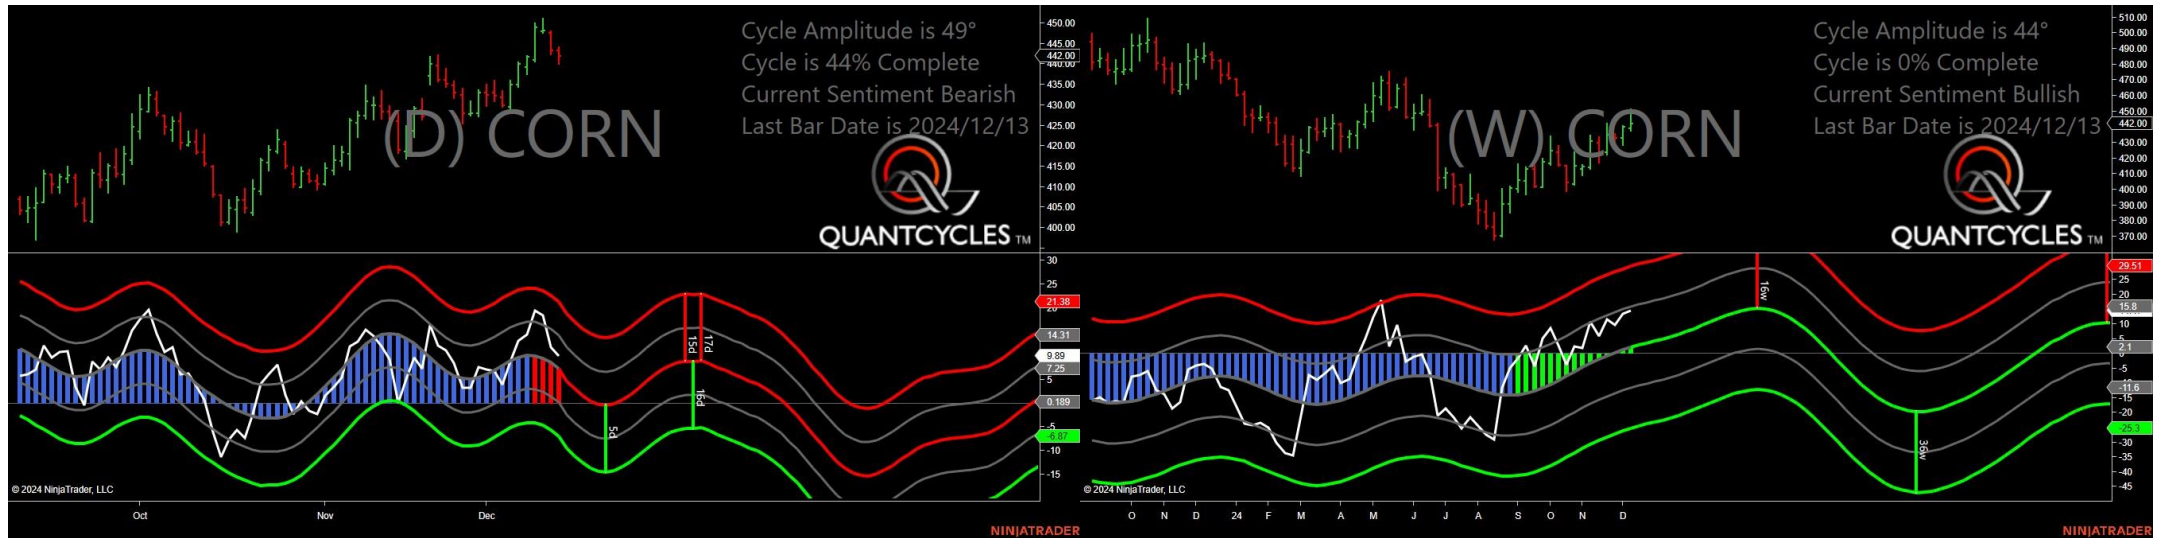 Cycle Amplitude is 49°
Cycle is 44% Complete
Current Sentiment Bearish
Last Bar Date is 2024/12/13
(D) CORN
QUANTCYCLES TM
450.00
445.00
442.00
440.00
435.00
430.00
425.00
420.00
415.00
410.00
405.00
400.00
30
25
21.38
20
14.31
9.89
7.25
5
0.189
-5
-6.87
-10
-15
5d
15d
17d
16d
© 2024 NinjaTrader, LLC
Oct Nov Dec
NINJATRADER
Cycle Amplitude is 44°
Cycle is 0% Complete
Current Sentiment Bullish
Last Bar Date is 2024/12/13
(W) CORN
QUANTCYCLES TM
510.00
500.00
490.00
480.00
470.00
460.00
450.00
442.00
430.00
420.00
410.00
400.00
390.00
380.00
370.00
29.51
25
20
15.8
10
2.1
-5
-11.6
-15
-20
-25.3
-30
-35
-40
-45
16w
36w
© 2024 NinjaTrader, LLC
O N D 24 F M A M J J A S O N D
NINJATRADER